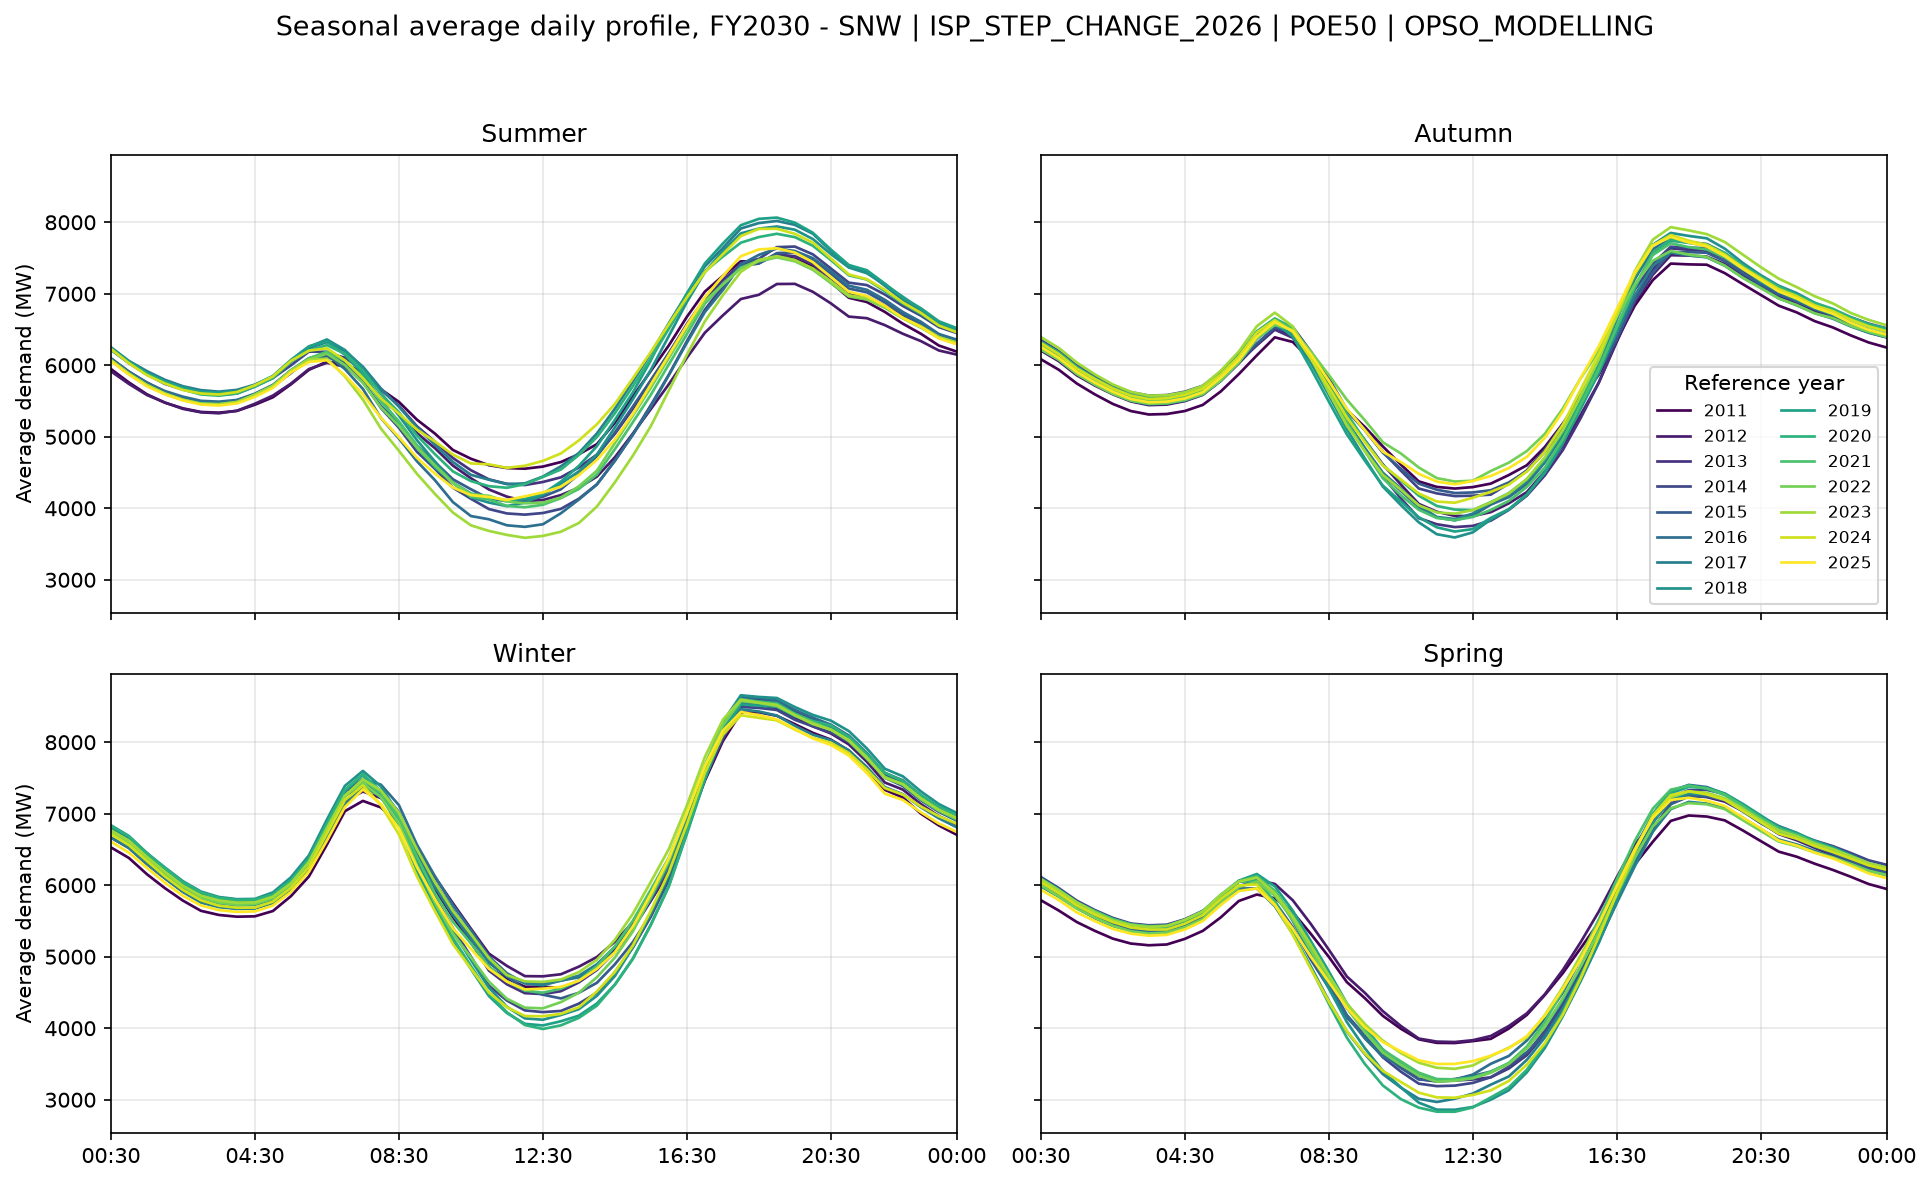 Seasonal average daily profile, FY2030 - SNW | ISP_STEP_CHANGE_2026 | POE50 | OPSO_MODELLING
Summer
Autumn
Average demand (MW)
8000
7000
6000
5000
4000
3000
Reference year
2011 2019
2012 2020
2013 2021
2014 2022
2015 2023
2016 2024
2017 2025
2018
Winter
Spring
Average demand (MW)
8000
7000
6000
5000
4000
3000
00:30 04:30 08:30 12:30 16:30 20:30 00:00
00:30 04:30 08:30 12:30 16:30 20:30 00:00